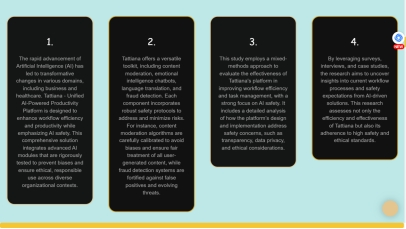 1.
The rapid advancement of
Artificial Intelligence (AI) has
led to transformative
changes in various domains,
including business and
healthcare. Tattiana - Unified
AI-Powered Productivity
Platform is designed to
enhance workflow efficiency
and productivity while
emphasizing AI safety. This
comprehensive solution
integrates advanced AI
modules that are rigorously
tested to prevent biases and
ensure ethical, responsible
use across diverse
organizational contexts.
2.
Tattiana offers a versatile
toolkit, including content
moderation, emotional
intelligence chatbots,
language translation, and
fraud detection. Each
component incorporates
robust safety protocols to
address and minimize risks.
For instance, content
moderation algorithms are
carefully calibrated to avoid
biases and ensure fair
treatment of all user-
generated content, while
fraud detection systems are
fortified against false
positives and evolving
threats.
3.
This study employs a mixed-
methods approach to
evaluate the effectiveness of
Tattiana's platform in
improving workflow efficiency
and task management, with a
strong focus on AI safety. It
includes a detailed analysis
of how the platform's design
and implementation address
safety concerns, such as
transparency, data privacy,
and ethical considerations.
4.
By leveraging surveys,
interviews, and case studies,
the research aims to uncover
insights into current workflow
processes and safety
expectations from AI-driven
solutions. This research
assesses not only the
efficiency and effectiveness
of Tattiana but also its
adherence to high safety and
ethical standards.
NEW